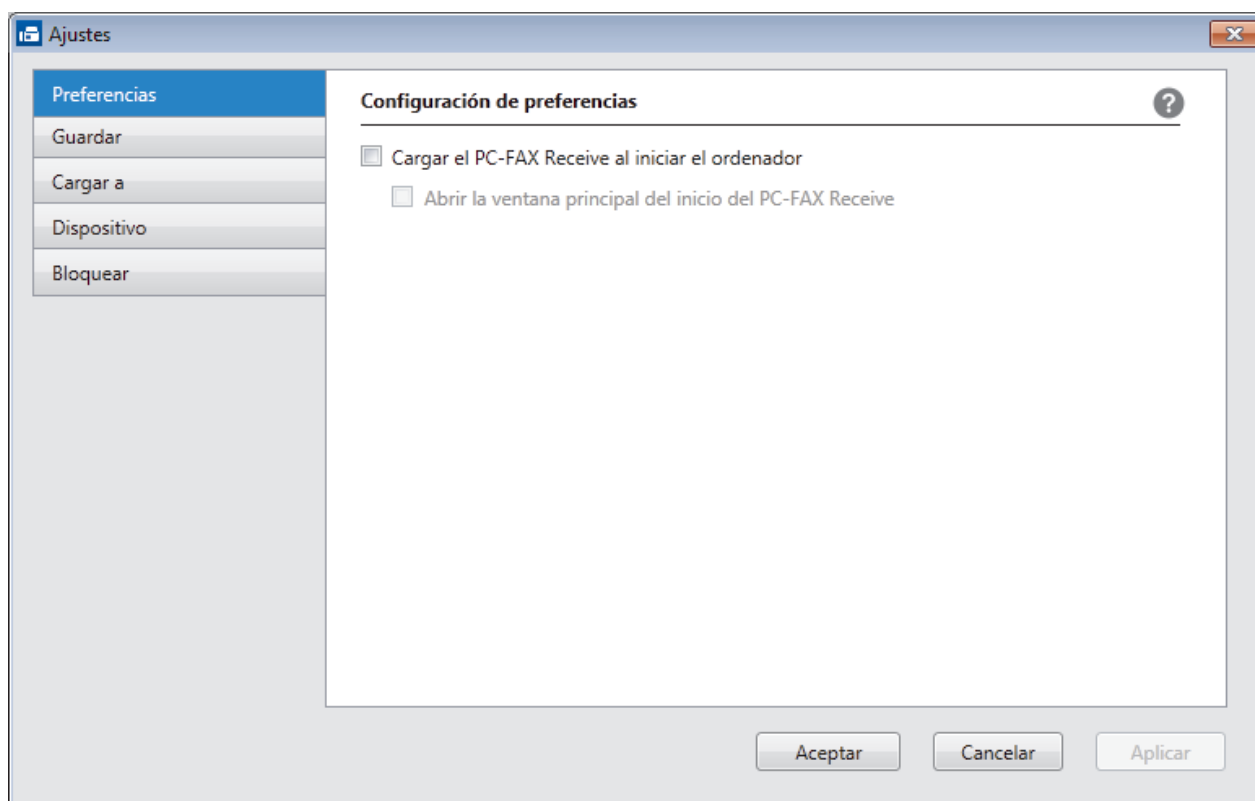 Ajustes
Preferencias
Guardar
Cargar a
Dispositivo
Bloquear
Configuración de preferencias
?
Cargar el PC-FAX Receive al iniciar el ordenador
Abrir la ventana principal del inicio del PC-FAX Receive
Aceptar
Cancelar
Aplicar